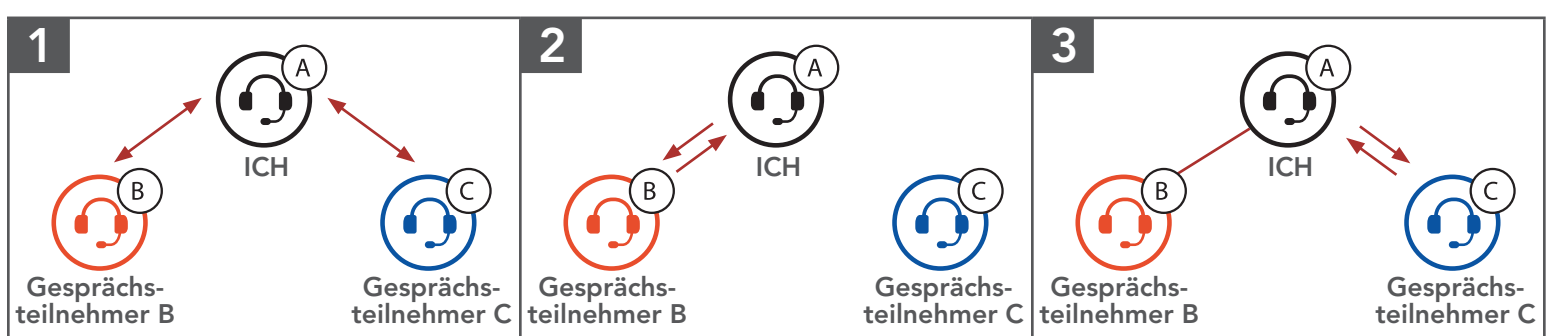 1
A
ICH
B
C
Gesprächs-
teilnehmer B
Gesprächs-
teilnehmer C
2
A
ICH
B
C
Gesprächs-
teilnehmer B
Gesprächs-
teilnehmer C
3
A
ICH
B
C
Gesprächs-
teilnehmer B
Gesprächs-
teilnehmer C